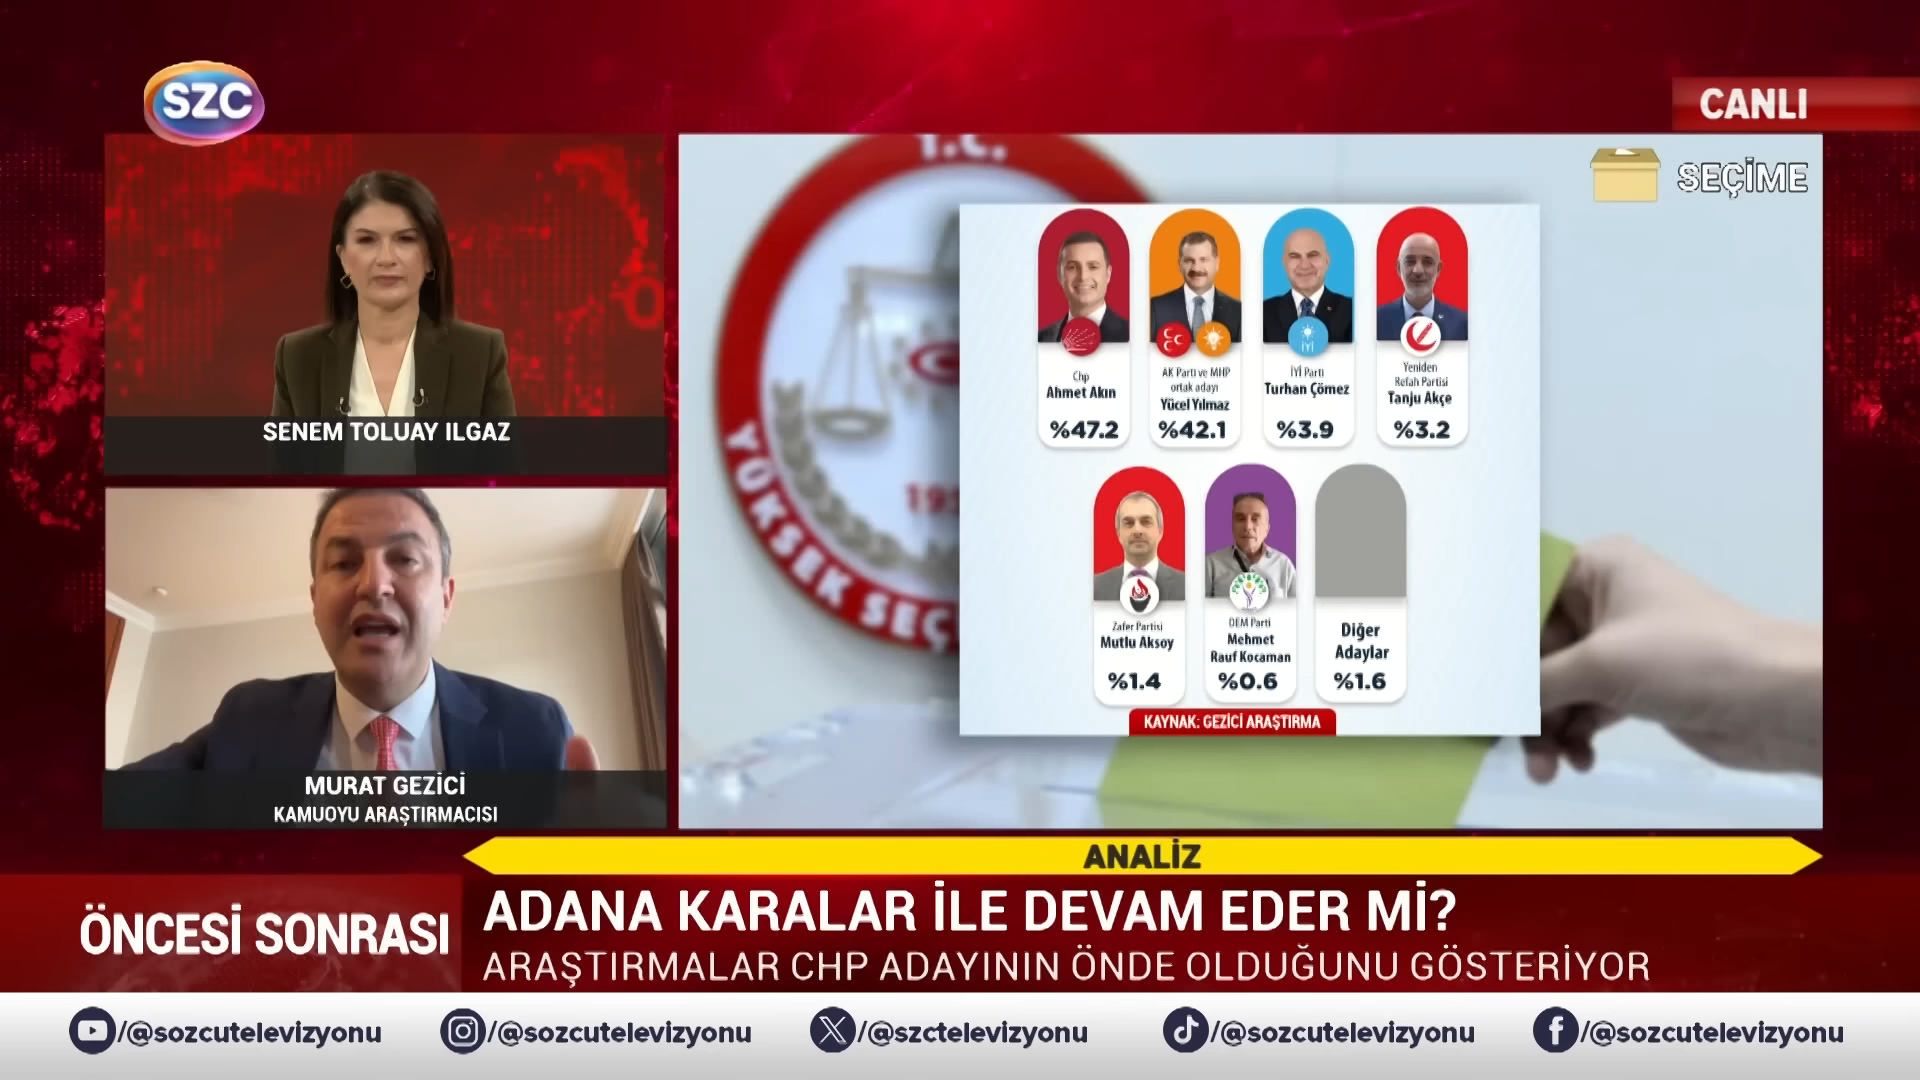 SZC
CANLI
SEÇİME
T.C.
YÜKSEK SEÇ
SENEM TOLUAY ILGAZ
MURAT GEZİCİ
KAMUOYU ARAŞTIRMACISI
Chp
Ahmet Akın
%47.2
AK Parti ve MHP
ortak adayı
Yücel Yılmaz
%42.1
İYİ
İYİ Parti
Turhan Çömez
%3.9
Yeniden
Refah Partisi
Tanju Akçe
%3.2
Zafer Partisi
Mutlu Aksoy
%1.4
DEM Parti
Mehmet
Rauf Kocaman
%0.6
Diğer
Adaylar
%1.6
KAYNAK: GEZİCİ ARAŞTIRMA
ANALİZ
ÖNCESİ SONRASI
ADANA KARALAR İLE DEVAM EDER Mİ?
ARAŞTIRMALAR CHP ADAYININ ÖNDE OLDUĞUNU GÖSTERİYOR
/@sozcutelevizyonu
/@sozcutelevizyonu
/@szctelevizyonu
/@sozcutelevizyonu
/@sozcutelevizyonu